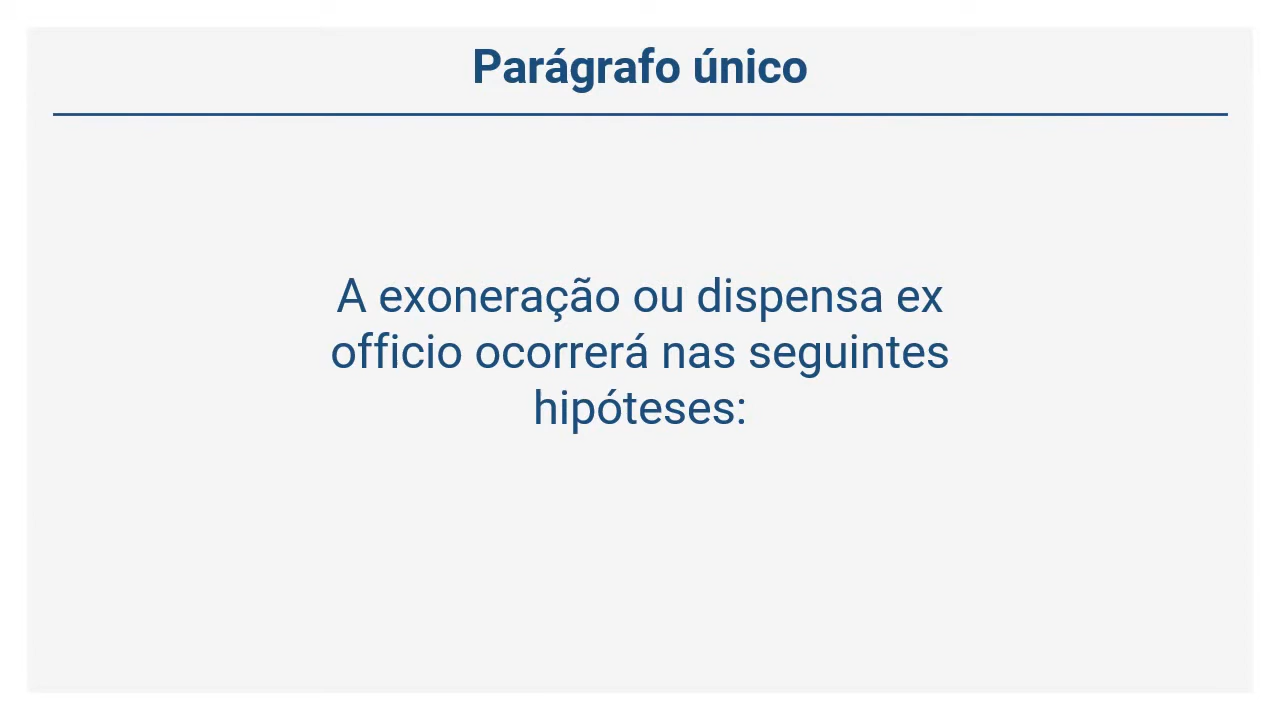 Parágrafo único
A exoneração ou dispensa ex
officio ocorrerá nas seguintes
hipóteses: